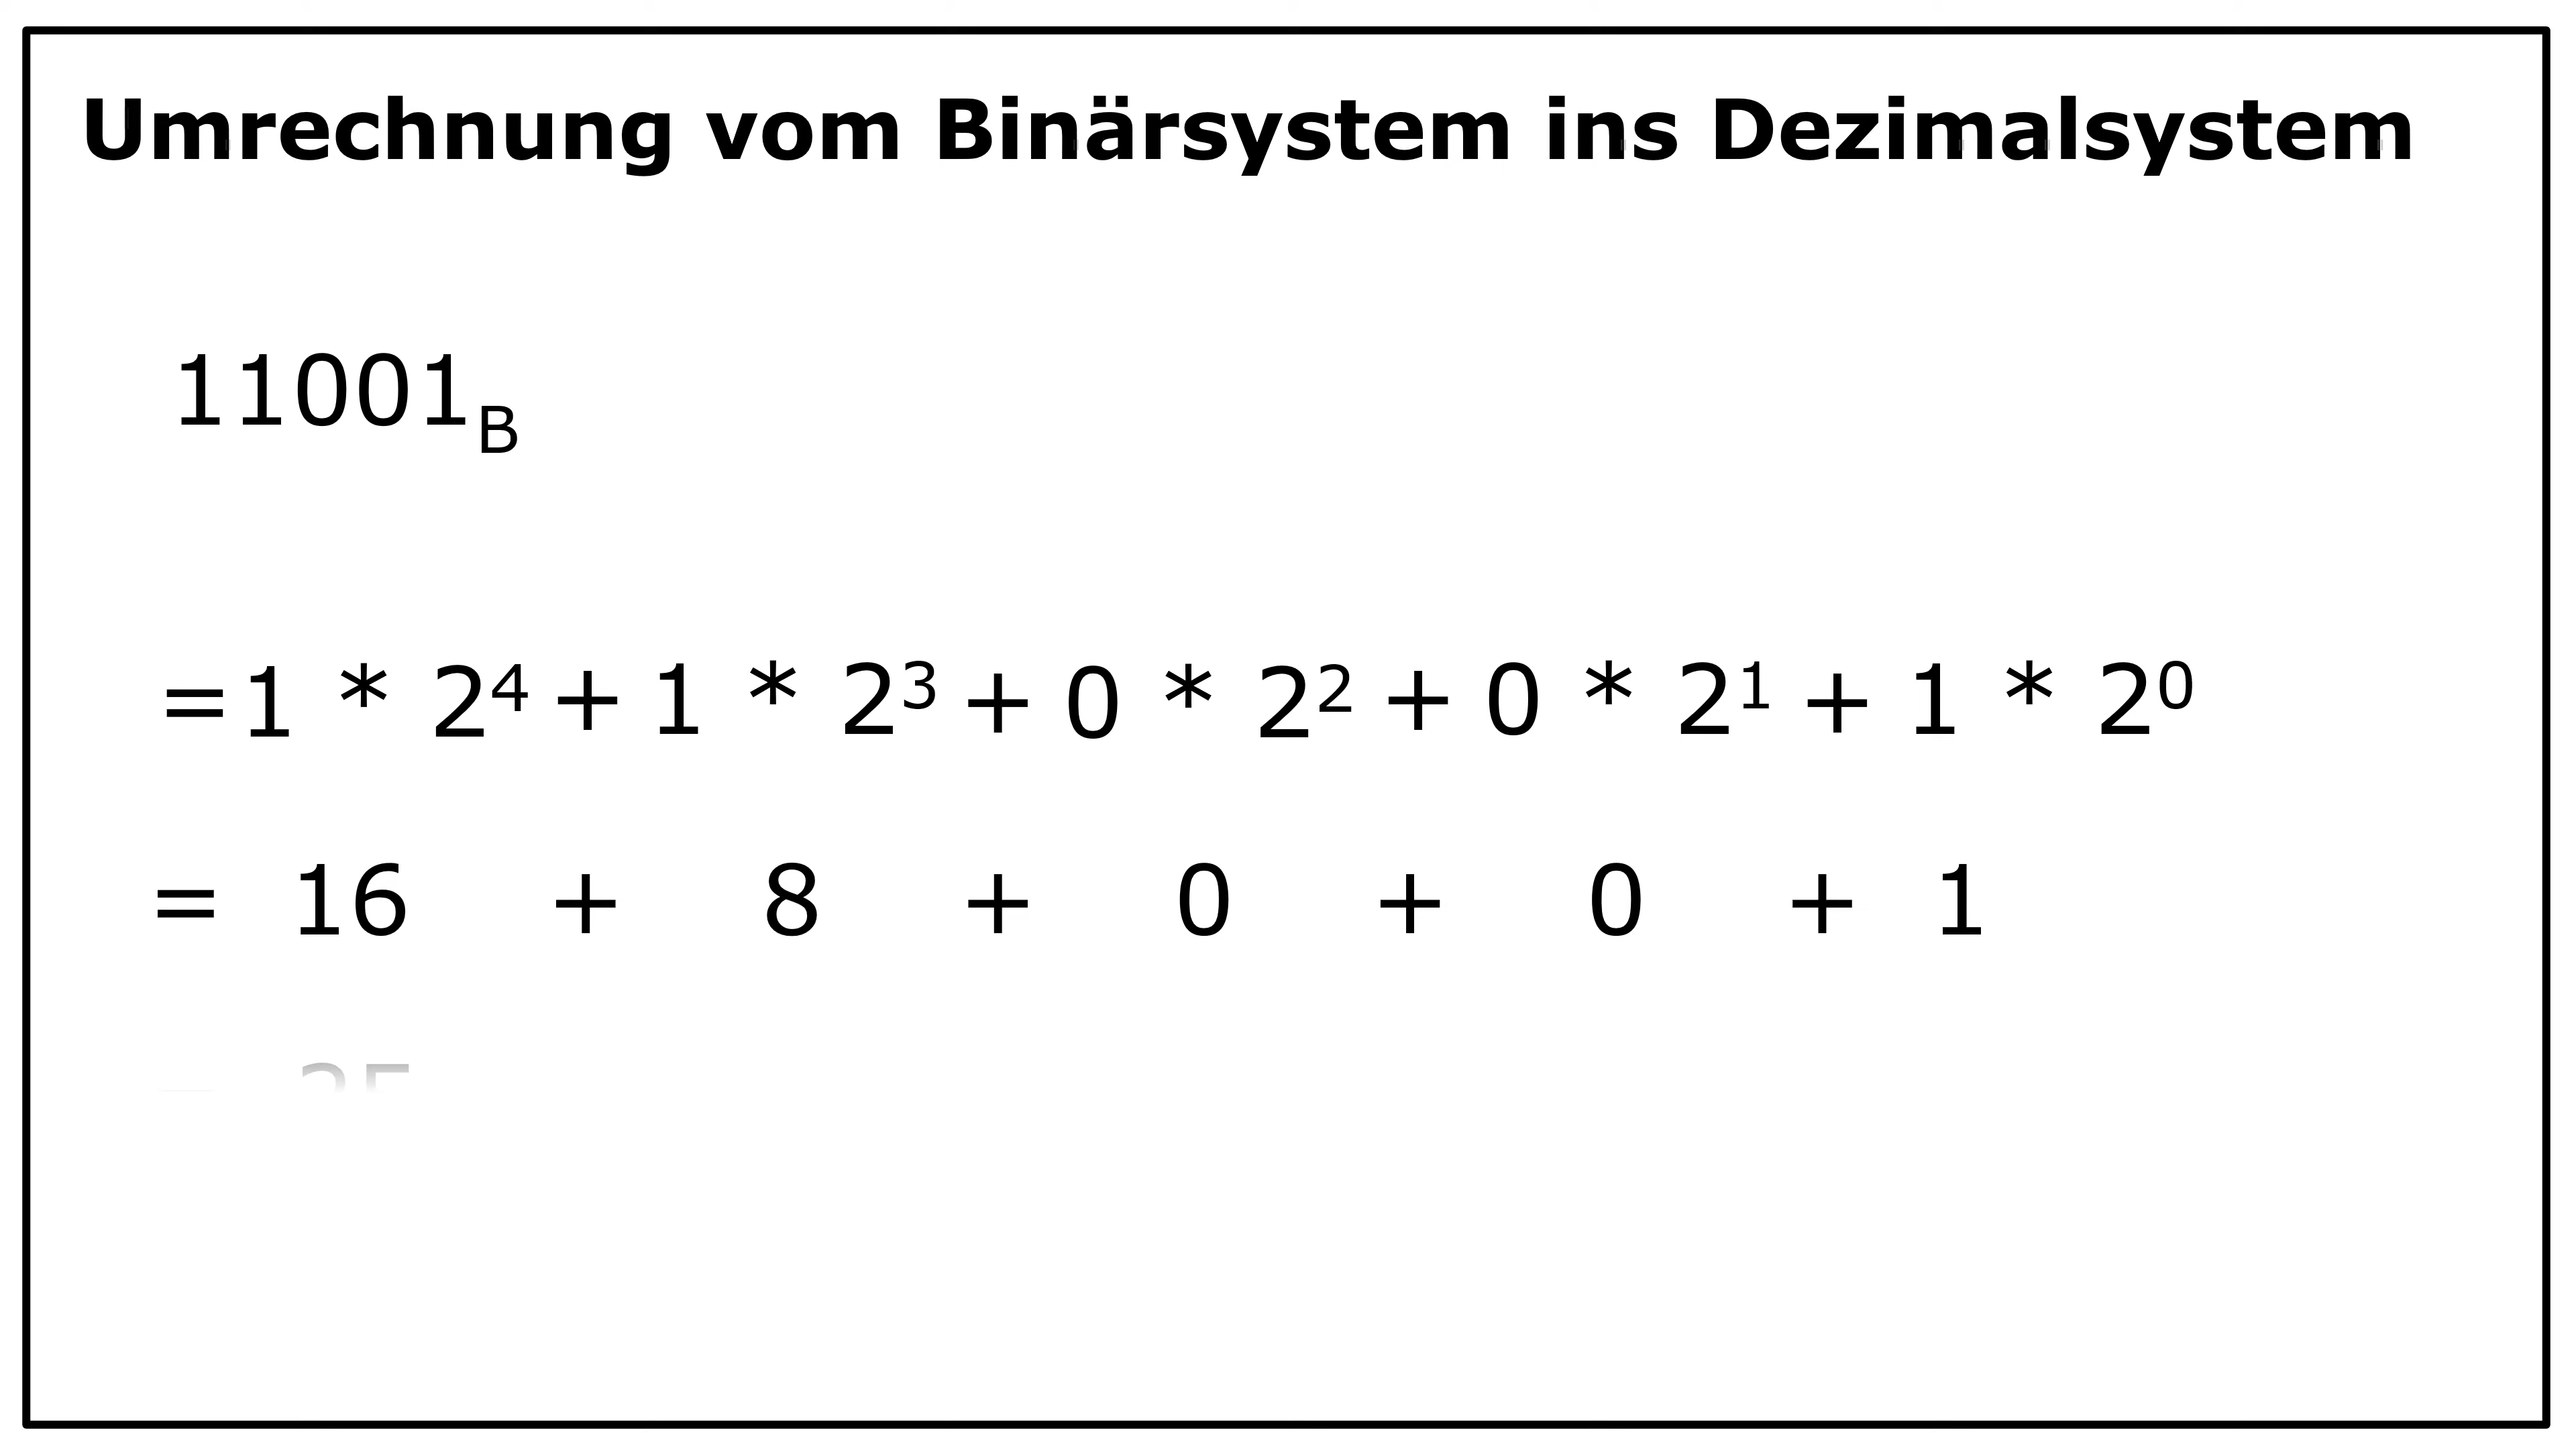 Umrechnung vom Binärsystem ins Dezimalsystem
11001B
=1 * 2⁴ + 1 * 2³ + 0 * 2² + 0 * 2¹ + 1 * 2⁰
= 16 + 8 + 0 + 0 + 1